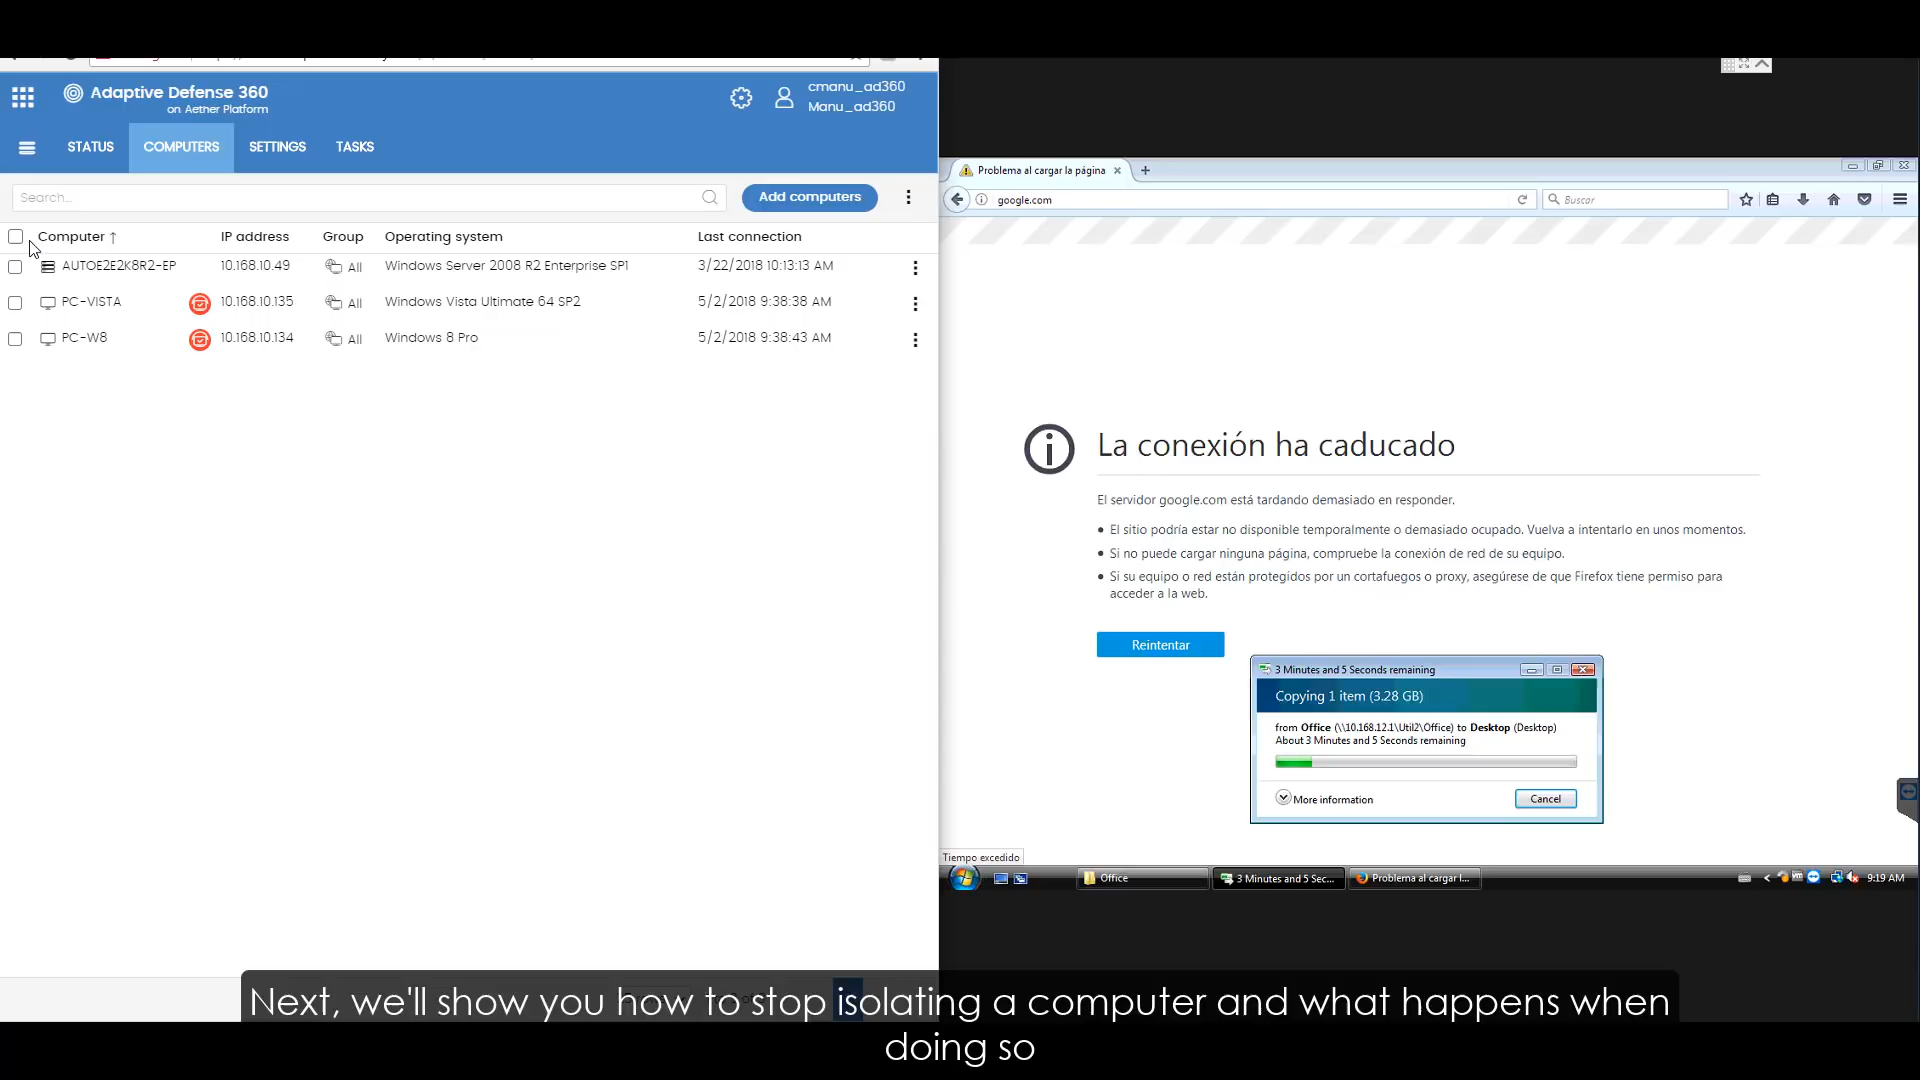 Adaptive Defense 360
on Aether Platform
cmanu_ad360
Manu_ad360
STATUS
COMPUTERS
SETTINGS
TASKS
Search...
Add computers
Computer ↑
IP address
Group
Operating system
Last connection
AUTOE2E2K8R2-EP
10.168.10.49
All
Windows Server 2008 R2 Enterprise SP1
3/22/2018 10:13:13 AM
PC-VISTA
10.168.10.135
All
Windows Vista Ultimate 64 SP2
5/2/2018 9:38:38 AM
PC-W8
10.168.10.134
All
Windows 8 Pro
5/2/2018 9:38:43 AM
Problema al cargar la página
google.com
Buscar
La conexión ha caducado
El servidor google.com está tardando demasiado en responder.
• El sitio podría estar no disponible temporalmente o demasiado ocupado. Vuelva a intentarlo en unos momentos.
• Si no puede cargar ninguna página, compruebe la conexión de red de su equipo.
• Si su equipo o red están protegidos por un cortafuegos o proxy, asegúrese de que Firefox tiene permiso para
acceder a la web.
Reintentar
3 Minutes and 5 Seconds remaining
Copying 1 item (3.28 GB)
from Office (\\10.168.12.1\Util2\Office) to Desktop (Desktop)
About 3 Minutes and 5 Seconds remaining
More information
Cancel
Tiempo excedido
Office
3 Minutes and 5 Sec...
Problema al cargar l...
9:19 AM
Next, we'll show you how to stop isolating a computer and what happens when
doing so